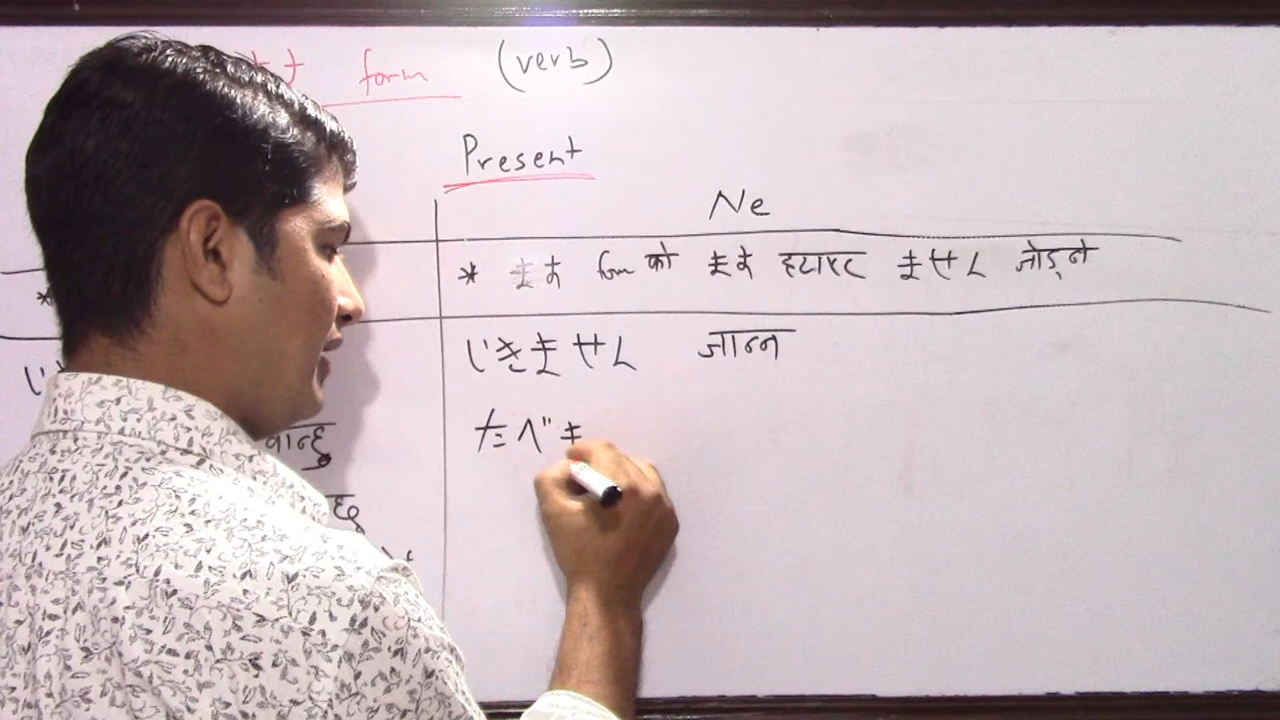 form (verb)
Present
Ne
* ます form को ます हटाएर ません जोड्ने
いきません जान्न
たべま